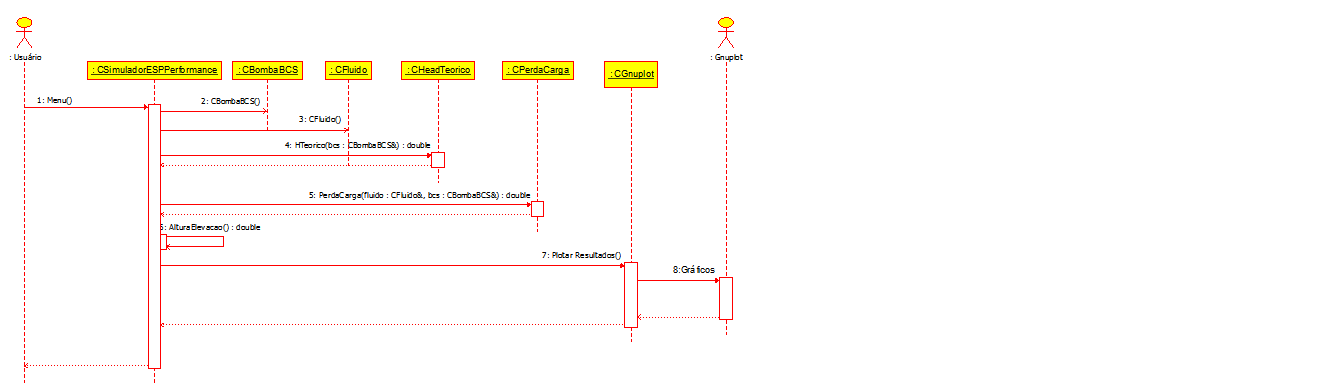 : Usuário
: Gnuplot
: CSimuladorESPPerformance
: CBombaBCS
: CFluido
: CHeadTeorico
: CPerdaCarga
: CGnuplot
1: Menu()
2: CBombaBCS()
3: CFluido()
4: HTeorico(bcs : CBombaBCS&) : double
5: PerdaCarga(fluido : CFluido&, bcs : CBombaBCS&) : double
6: AlturaElevacao() : double
7: Plotar Resultados()
8:Gráficos